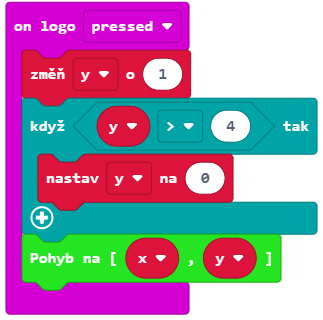 on logo pressed
změň y o 1
když y > 4 tak
nastav y na 0
Pohyb na [ x , y ]